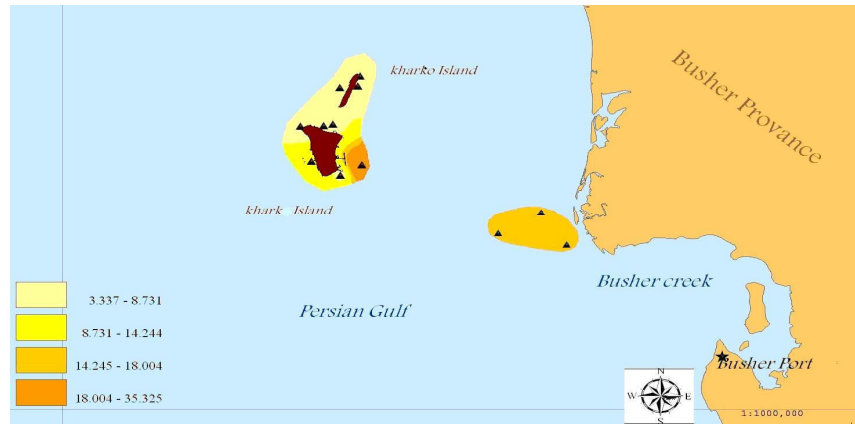 kharko Island
Busher Provance
khark Island
Busher creek
Persian Gulf
3.337 - 8.731
8.731 - 14.244
14.245 - 18.004
18.004 - 35.325
Busher Port
N
W E
S
1:1000,000